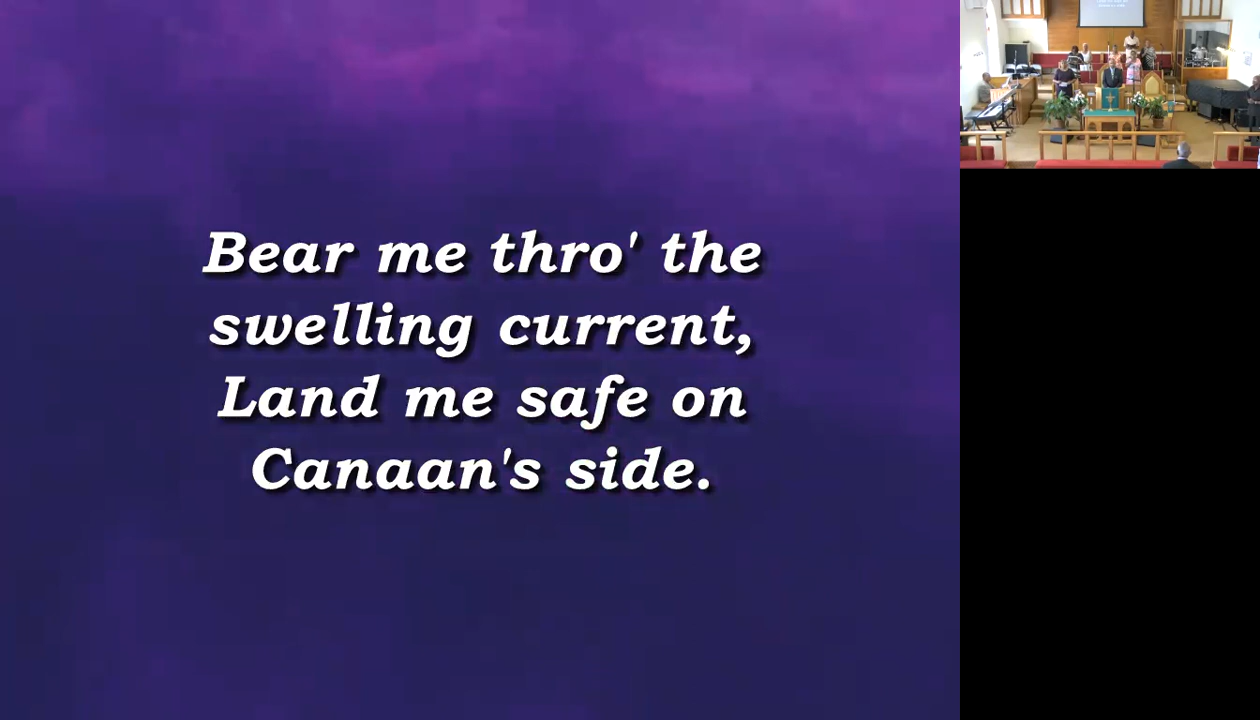 Bear me thro' the
swelling current,
Land me safe on
Canaan's side.